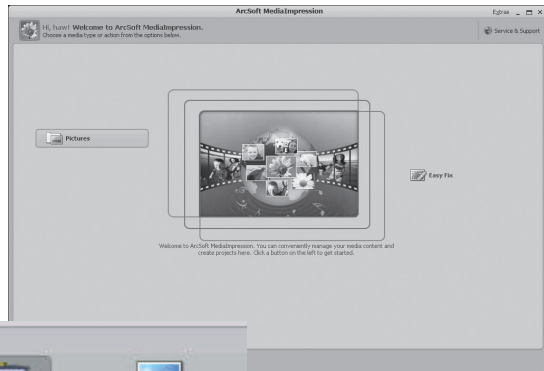 ArcSoft MediaImpression
Extras
Hi, haw! Welcome to ArcSoft MediaImpression.
Choose a media type or action from the options below.
Service & Support
Pictures
Easy Fix
Welcome to ArcSoft MediaImpression. You can conveniently manage your media content and
create projects here. Click a button on the left to get started.